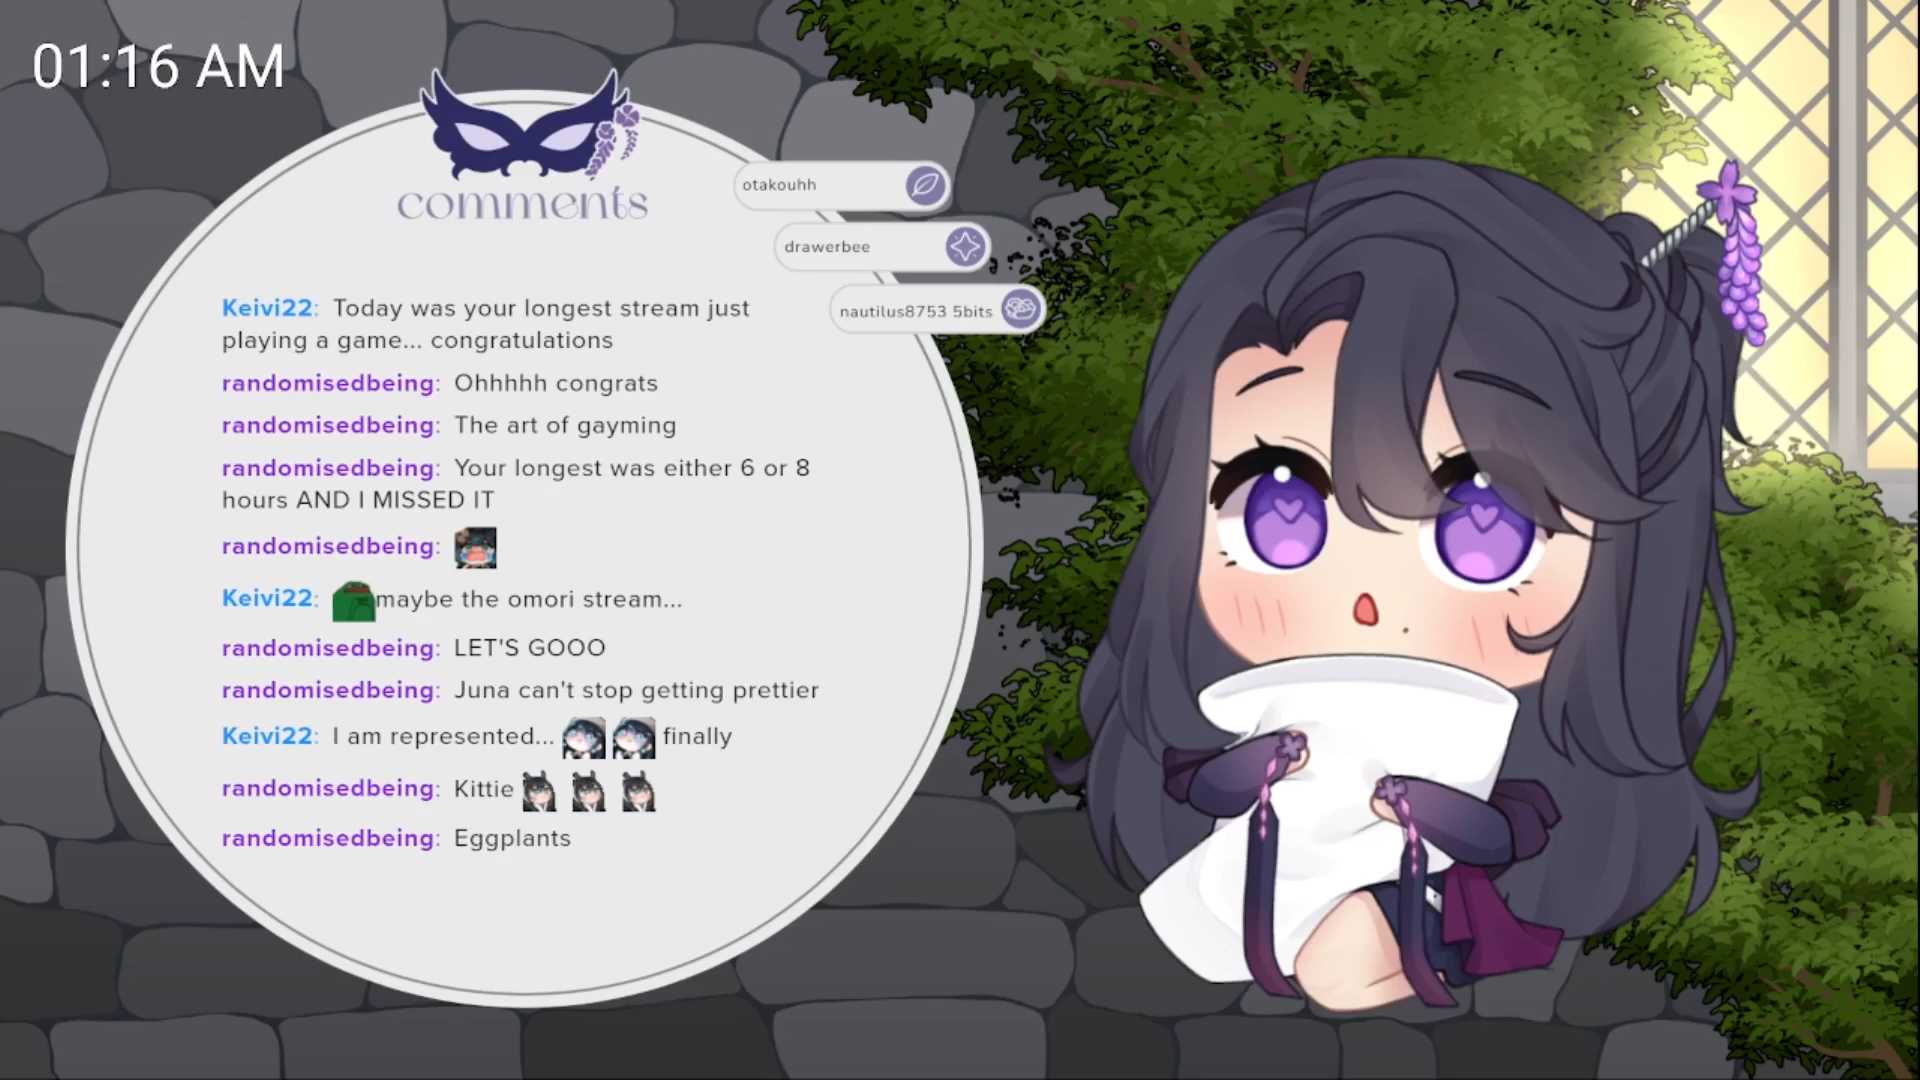 01:16 AM
comments
otakouhh
drawerbee
nautilus8753 5bits
Keivi22: Today was your longest stream just
playing a game... congratulations
randomisedbeing: Ohhhhh congrats
randomisedbeing: The art of gayming
randomisedbeing: Your longest was either 6 or 8
hours AND I MISSED IT
randomisedbeing:
Keivi22: maybe the omori stream...
randomisedbeing: LET'S GOOO
randomisedbeing: Juna can't stop getting prettier
Keivi22: I am represented... finally
randomisedbeing: Kittie
randomisedbeing: Eggplants